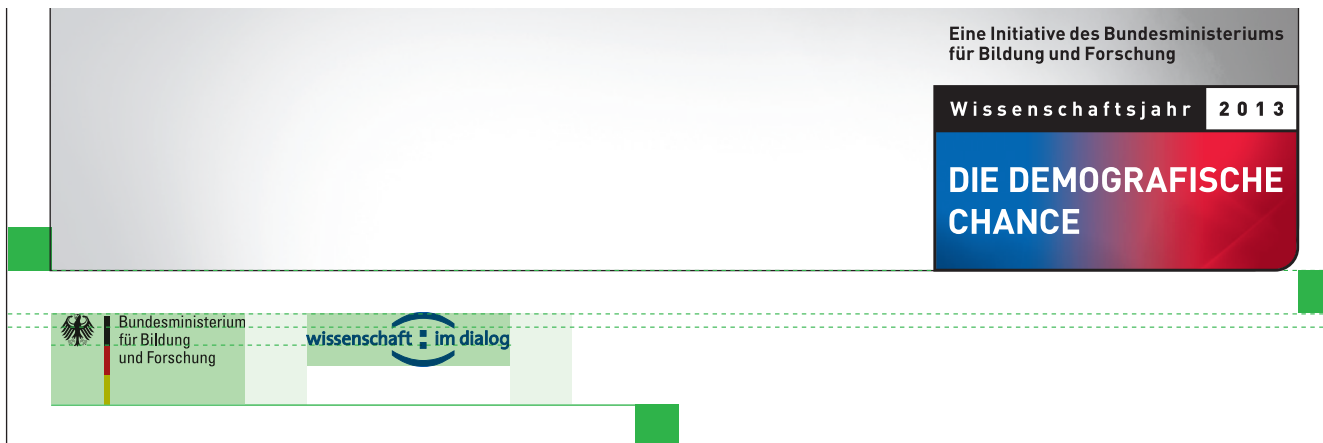 Eine Initiative des Bundesministeriums
für Bildung und Forschung
Wissenschaftsjahr 2013
DIE DEMOGRAFISCHE
CHANCE
Bundesministerium
für Bildung
und Forschung
wissenschaft : im dialog